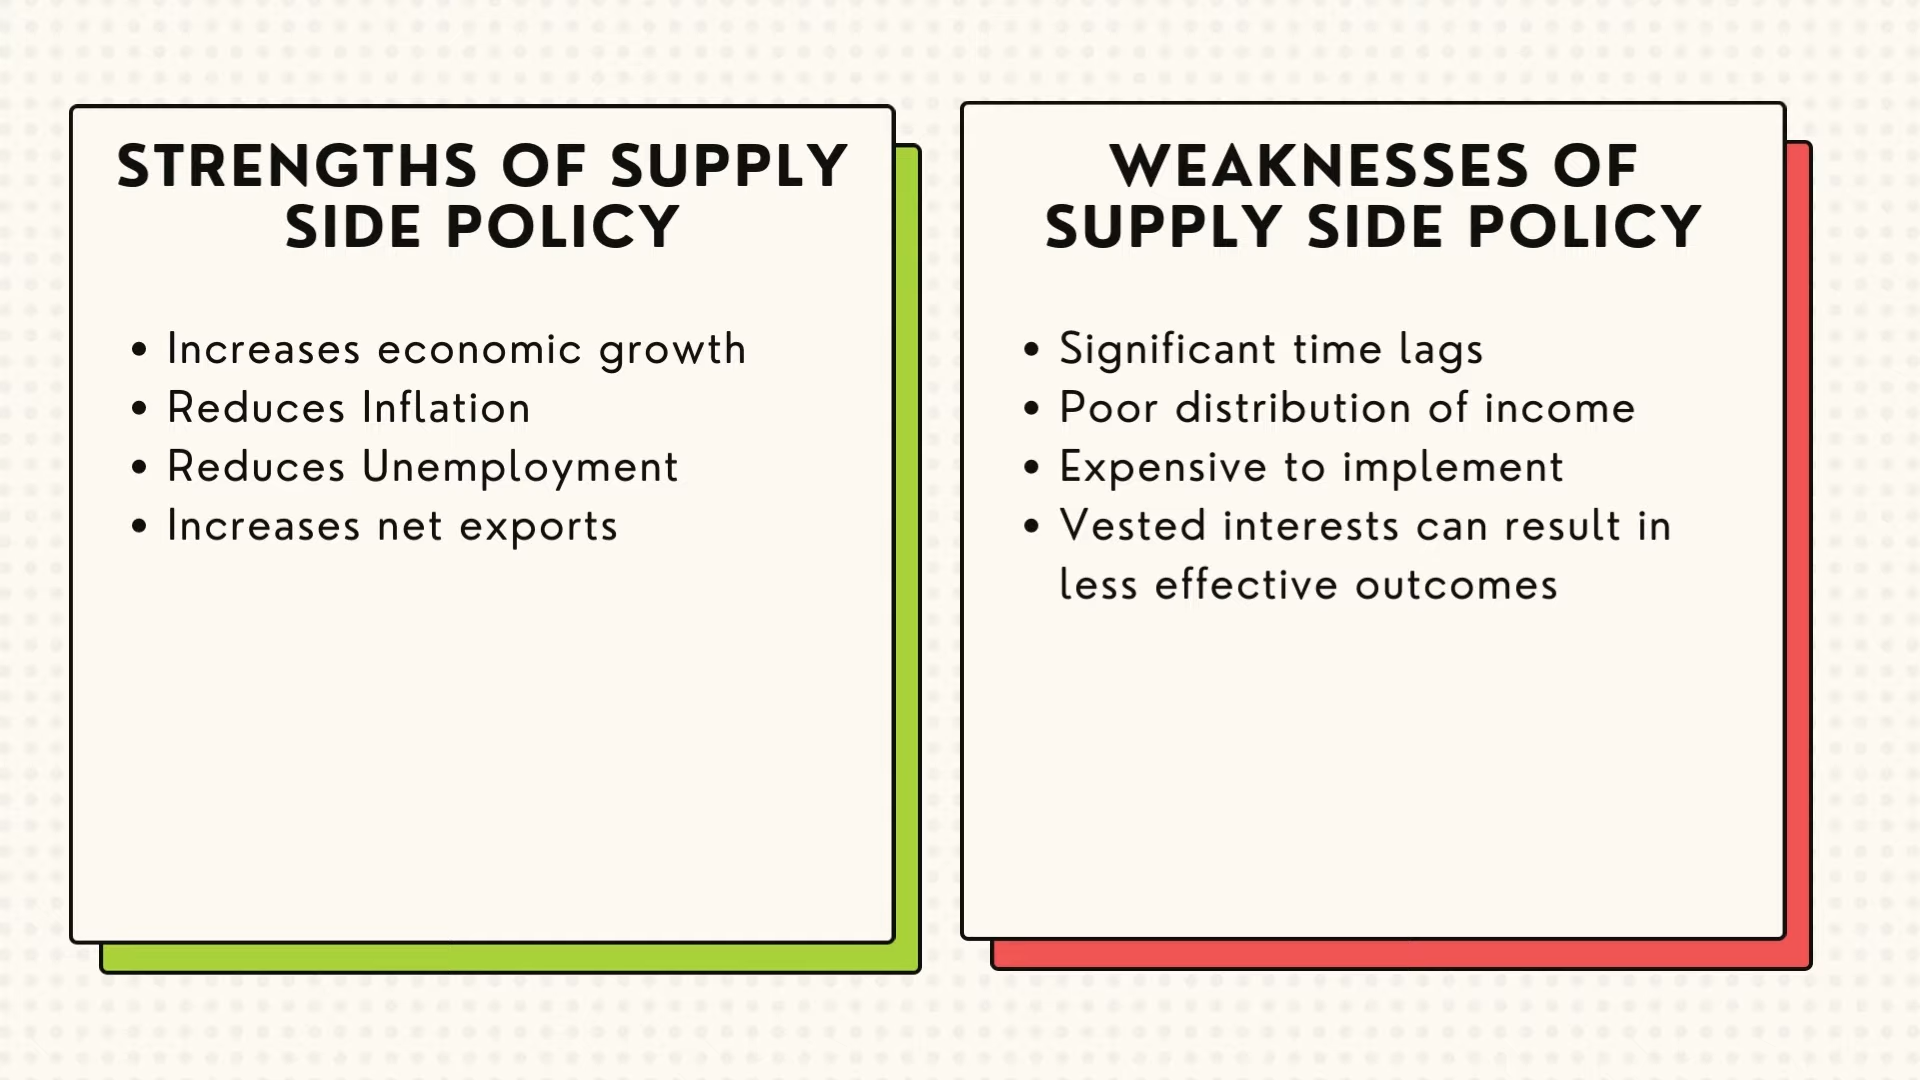 STRENGTHS OF SUPPLY
SIDE POLICY
• Increases economic growth
• Reduces Inflation
• Reduces Unemployment
• Increases net exports
WEAKNESSES OF
SUPPLY SIDE POLICY
• Significant time lags
• Poor distribution of income
• Expensive to implement
• Vested interests can result in
less effective outcomes